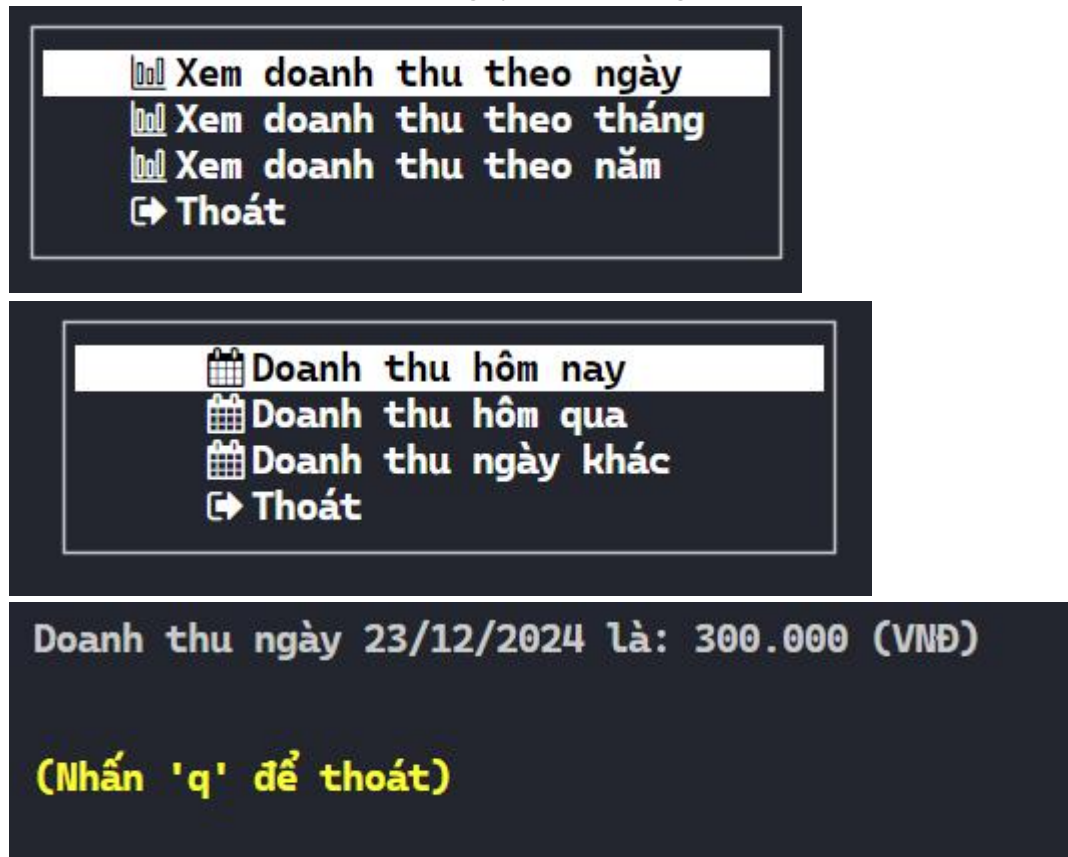 Xem doanh thu theo ngày
Xem doanh thu theo tháng
Xem doanh thu theo năm
Thoát
Doanh thu hôm nay
Doanh thu hôm qua
Doanh thu ngày khác
Thoát
Doanh thu ngày 23/12/2024 là: 300.000 (VNĐ)
(Nhấn 'q' để thoát)